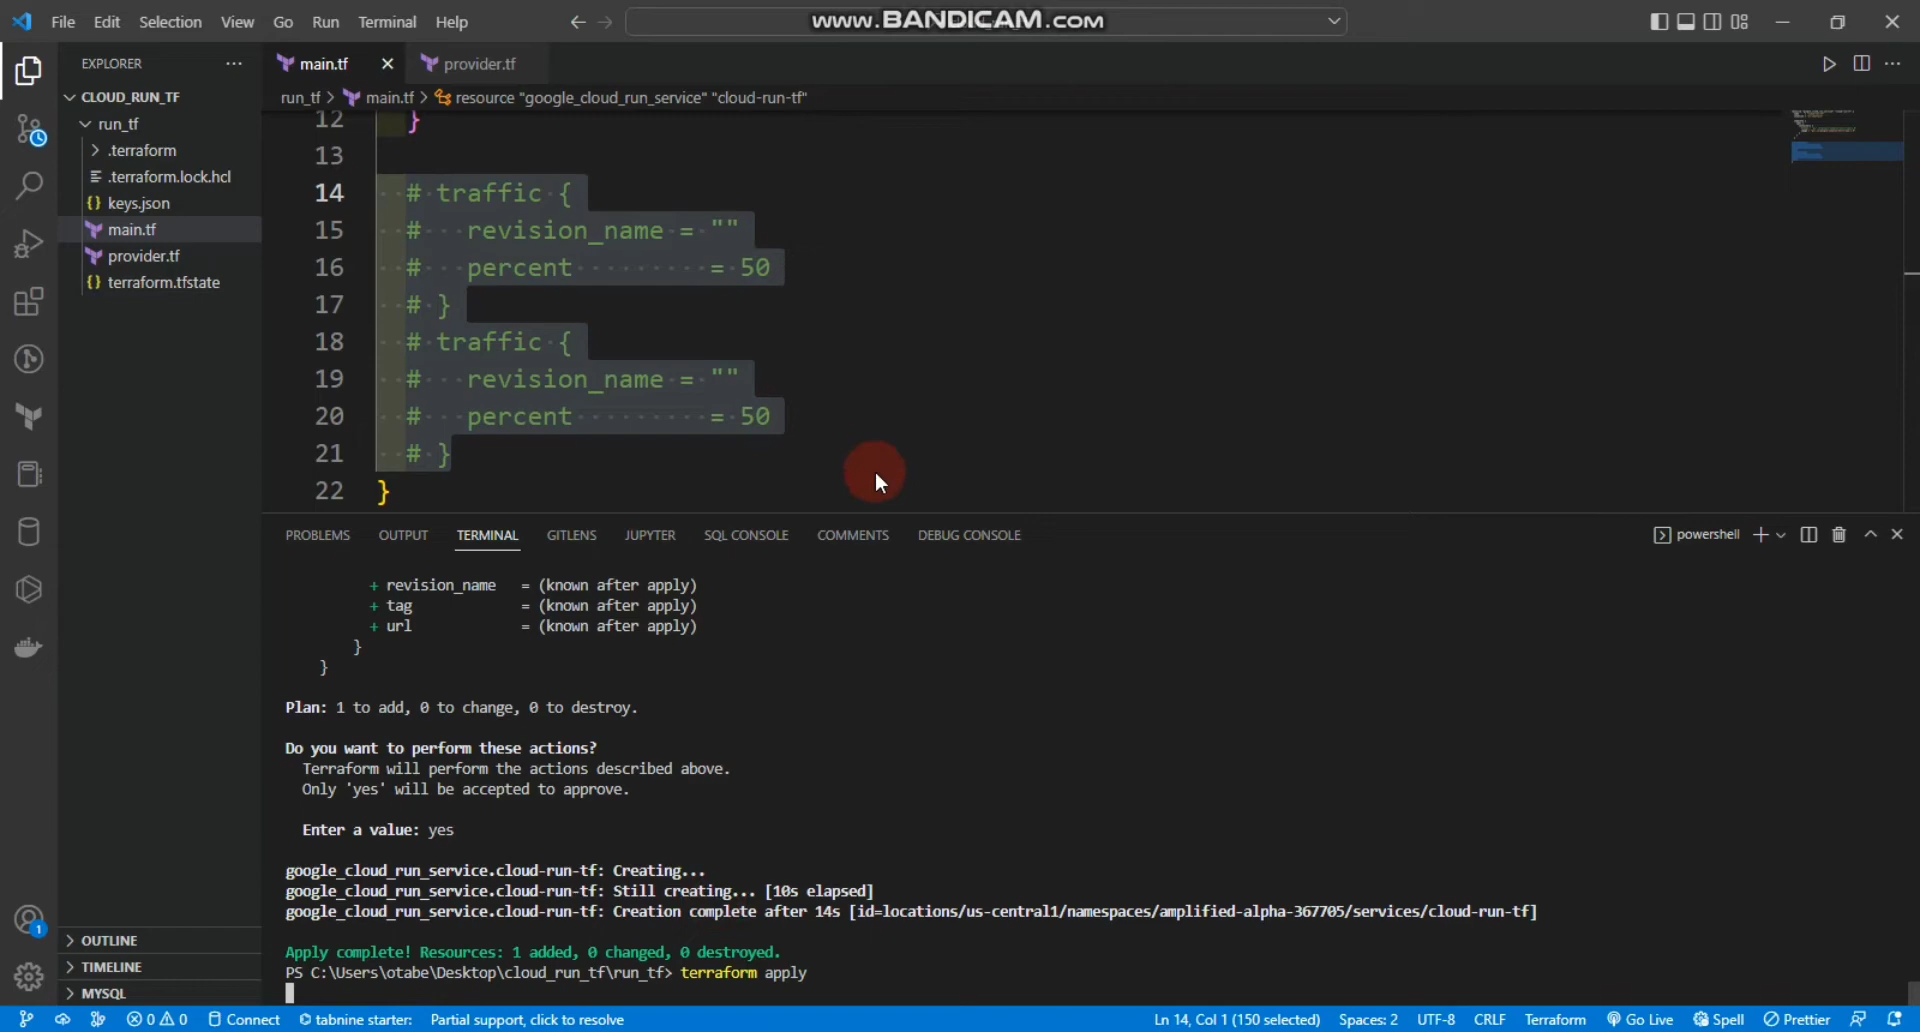 File Edit Selection View Go Run Terminal Help
www.BANDICAM.com
EXPLORER
main.tf
provider.tf
CLOUD_RUN_TF
run_tf > main.tf > resource "google_cloud_run_service" "cloud-run-tf"
run_tf
.terraform
.terraform.lock.hcl
keys.json
main.tf
provider.tf
terraform.tfstate
12 }
13
14 # traffic {
15 # revision_name = ""
16 # percent = 50
17 # }
18 # traffic {
19 # revision_name = ""
20 # percent = 50
21 # }
22 }
PROBLEMS OUTPUT TERMINAL GITLENS JUPYTER SQL CONSOLE COMMENTS DEBUG CONSOLE
powershell
+ revision_name = (known after apply)
+ tag = (known after apply)
+ url = (known after apply)
}
}
Plan: 1 to add, 0 to change, 0 to destroy.
Do you want to perform these actions?
Terraform will perform the actions described above.
Only 'yes' will be accepted to approve.
Enter a value: yes
google_cloud_run_service.cloud-run-tf: Creating...
google_cloud_run_service.cloud-run-tf: Still creating... [10s elapsed]
google_cloud_run_service.cloud-run-tf: Creation complete after 14s [id=locations/us-central1/namespaces/amplified-alpha-367705/services/cloud-run-tf]
Apply complete! Resources: 1 added, 0 changed, 0 destroyed.
PS C:\Users\otabe\Desktop\cloud_run_tf\run_tf> terraform apply
1
OUTLINE
TIMELINE
MYSQL
0 0 Connect tabnine starter: Partial support, click to resolve
Ln 14, Col 1 (150 selected) Spaces: 2 UTF-8 CRLF Terraform Go Live Spell Prettier